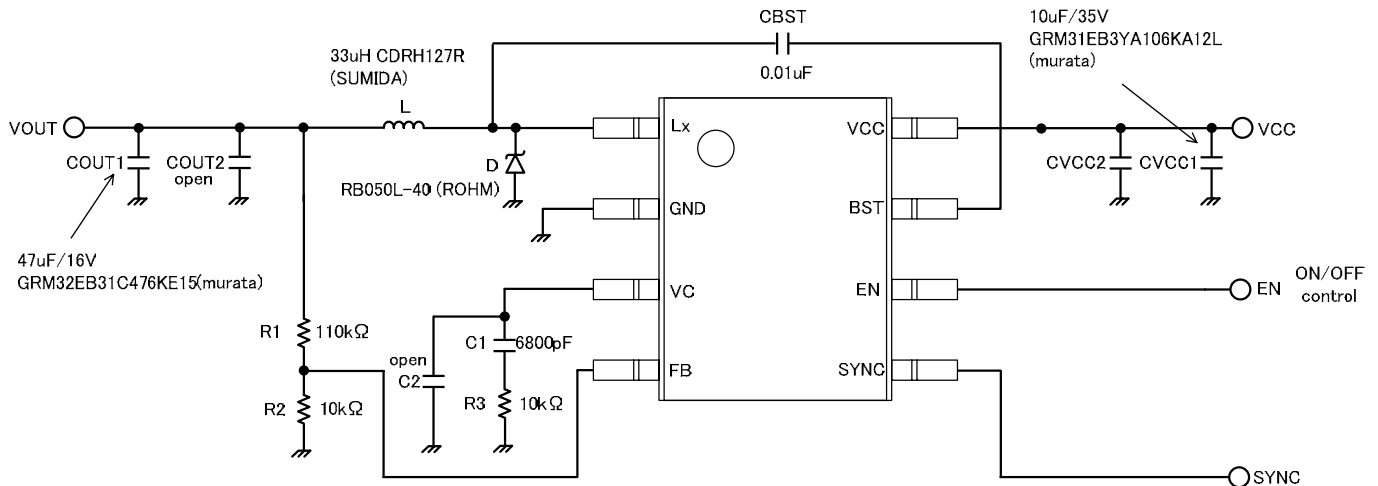 CBST
0.01uF
10uF/35V
GRM31EB3YA106KA12L
(murata)
33uH CDRH127R
(SUMIDA)
L
VOUT
COUT1
COUT2
open
D
RB050L-40 (ROHM)
Lx
VCC
VCC
CVCC2
CVCC1
GND
BST
47uF/16V
GRM32EB31C476KE15(murata)
VC
EN
EN
ON/OFF
control
R1
110kΩ
open
C2
C1
6800pF
FB
SYNC
R2
10kΩ
R3
10kΩ
SYNC